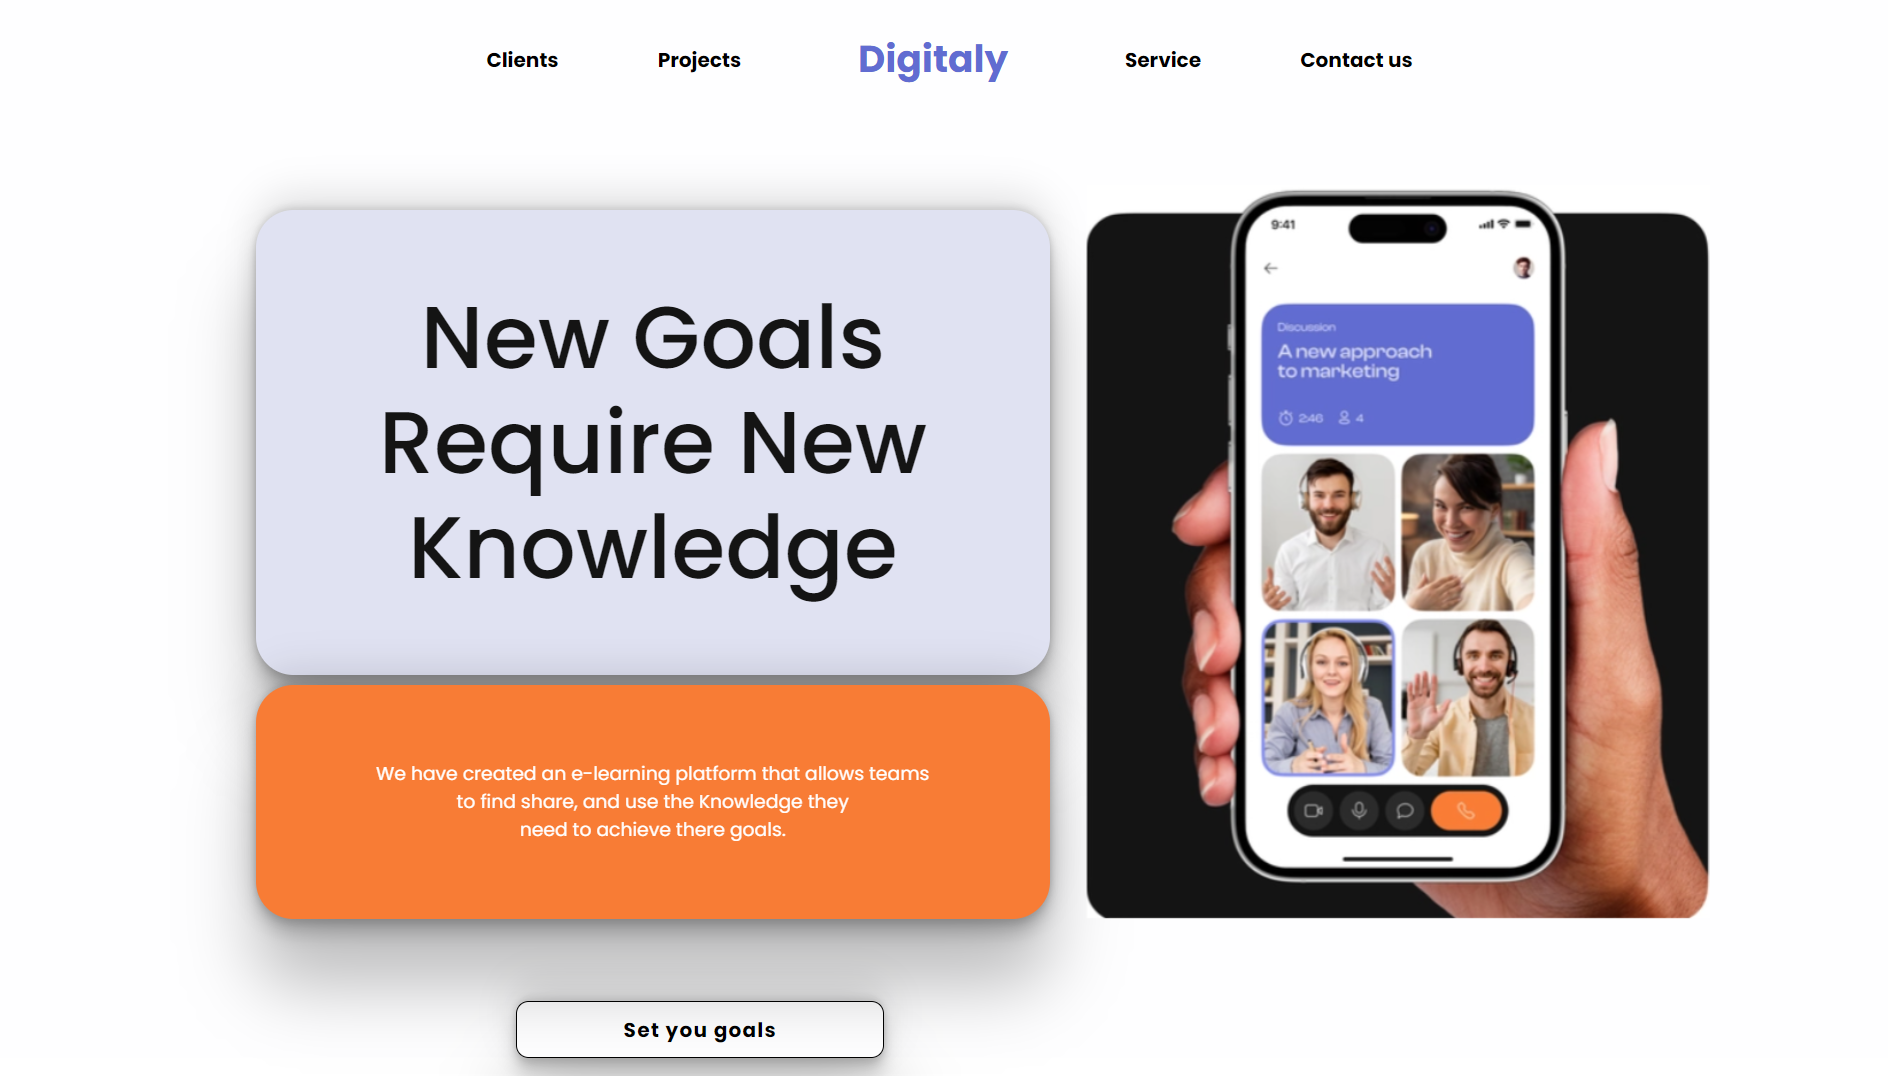 Clients Projects Digitaly Service Contact us
New Goals
Require New
Knowledge
We have created an e-learning platform that allows teams
to find share, and use the Knowledge they
need to achieve there goals.
Set you goals
9:41
Discussion
A new approach
to marketing
2:46 4